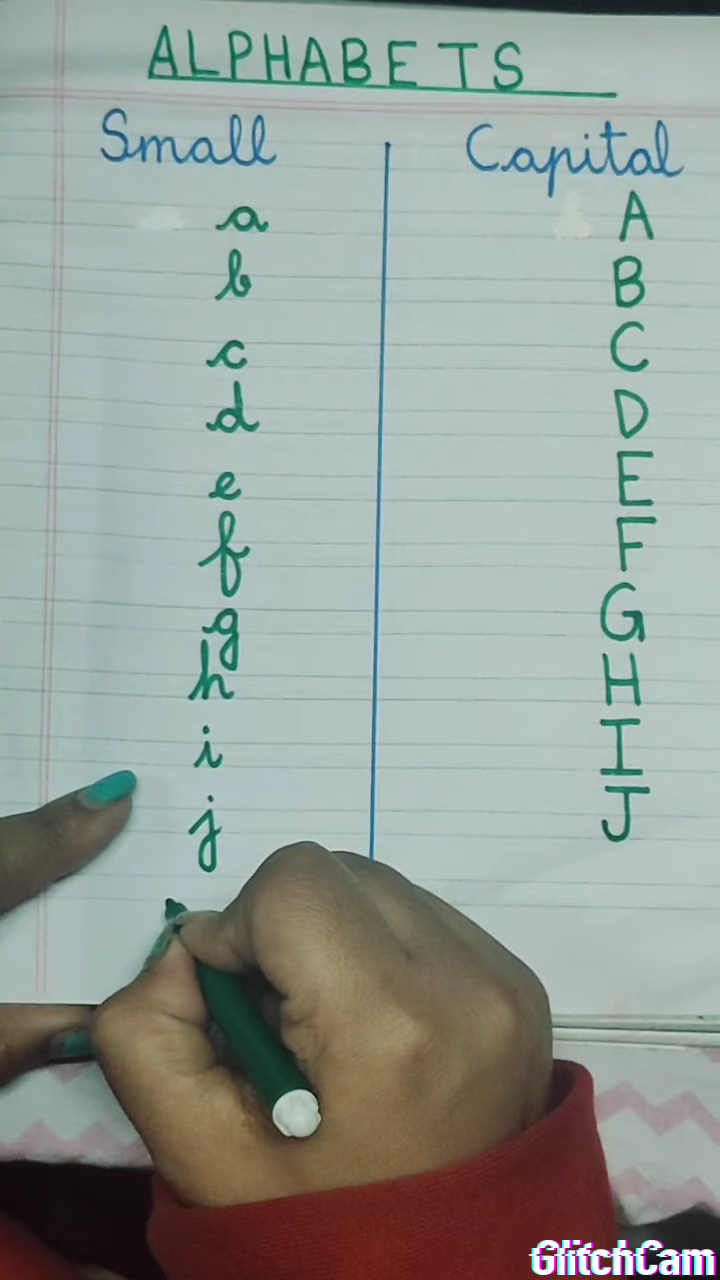 ALPHABETS
Small Capital
a A
b B
c C
d D
e E
f F
g G
h H
i I
j J
GlitchCam